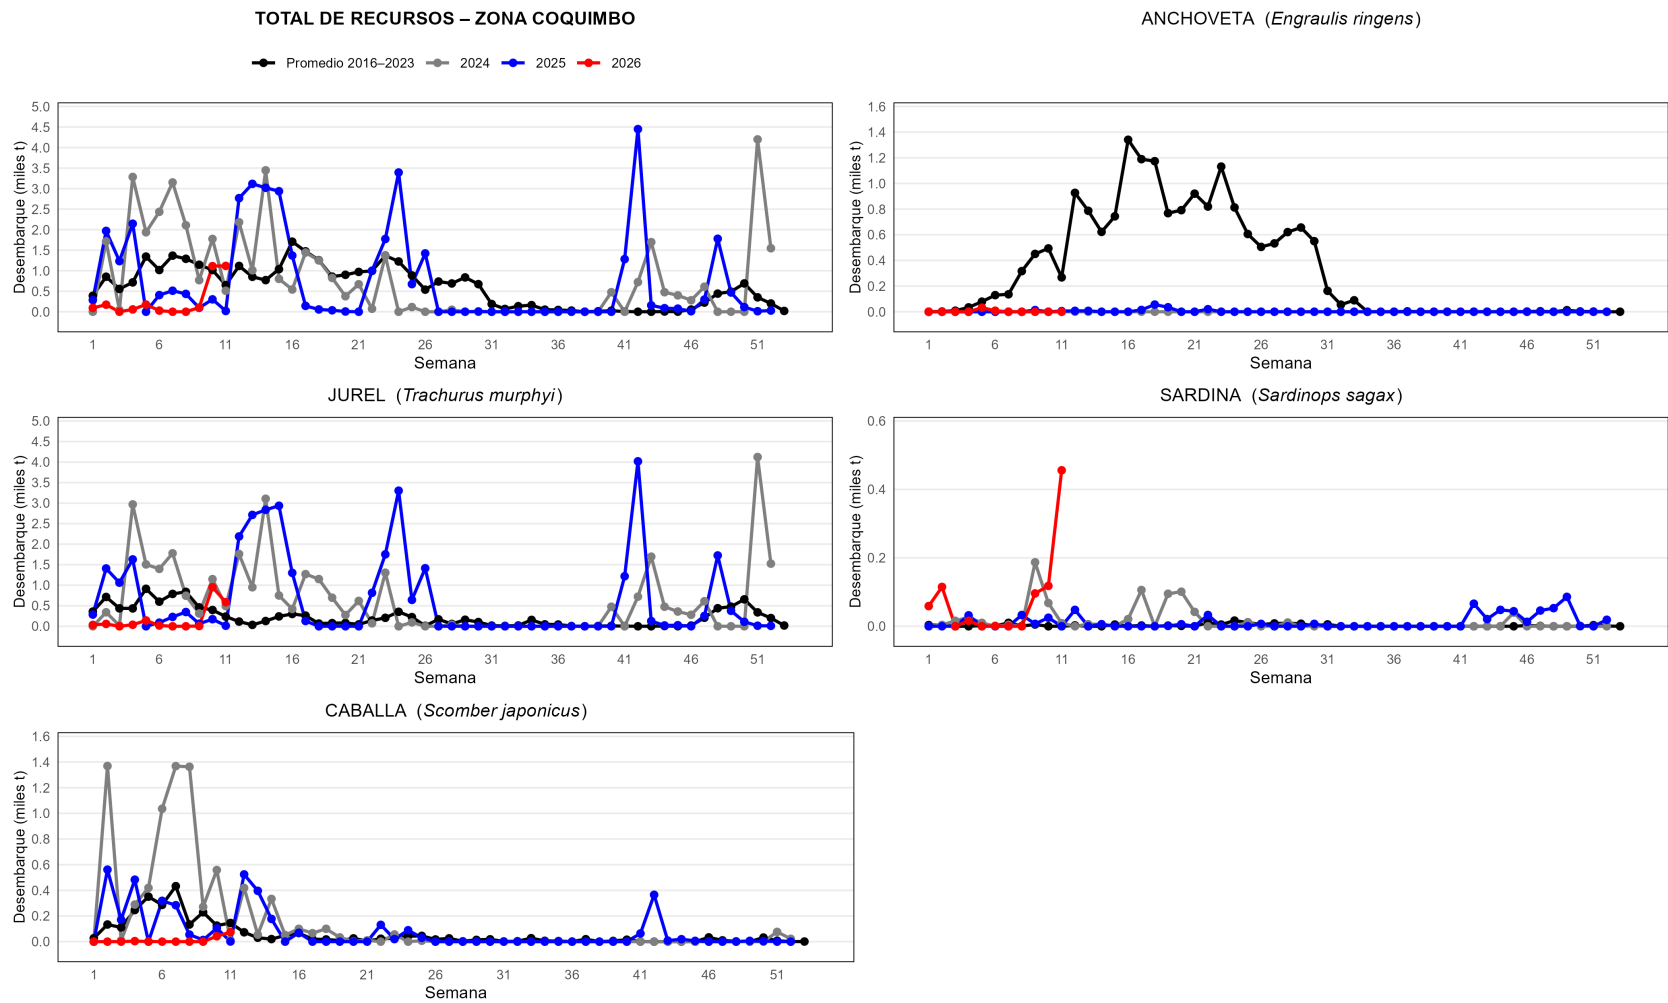 TOTAL DE RECURSOS – ZONA COQUIMBO
Promedio 2016–2023 2024 2025 2026
5.0
4.5
4.0
3.5
3.0
2.5
2.0
1.5
1.0
0.5
0.0
Desembarque (miles t)
1 6 11 16 21 26 31 36 41 46 51
Semana
ANCHOVETA (Engraulis ringens)
1.6
1.4
1.2
1.0
0.8
0.6
0.4
0.2
0.0
Desembarque (miles t)
1 6 11 16 21 26 31 36 41 46 51
Semana
JUREL (Trachurus murphyi)
5.0
4.5
4.0
3.5
3.0
2.5
2.0
1.5
1.0
0.5
0.0
Desembarque (miles t)
1 6 11 16 21 26 31 36 41 46 51
Semana
SARDINA (Sardinops sagax)
0.6
0.4
0.2
0.0
Desembarque (miles t)
1 6 11 16 21 26 31 36 41 46 51
Semana
CABALLA (Scomber japonicus)
1.6
1.4
1.2
1.0
0.8
0.6
0.4
0.2
0.0
Desembarque (miles t)
1 6 11 16 21 26 31 36 41 46 51
Semana